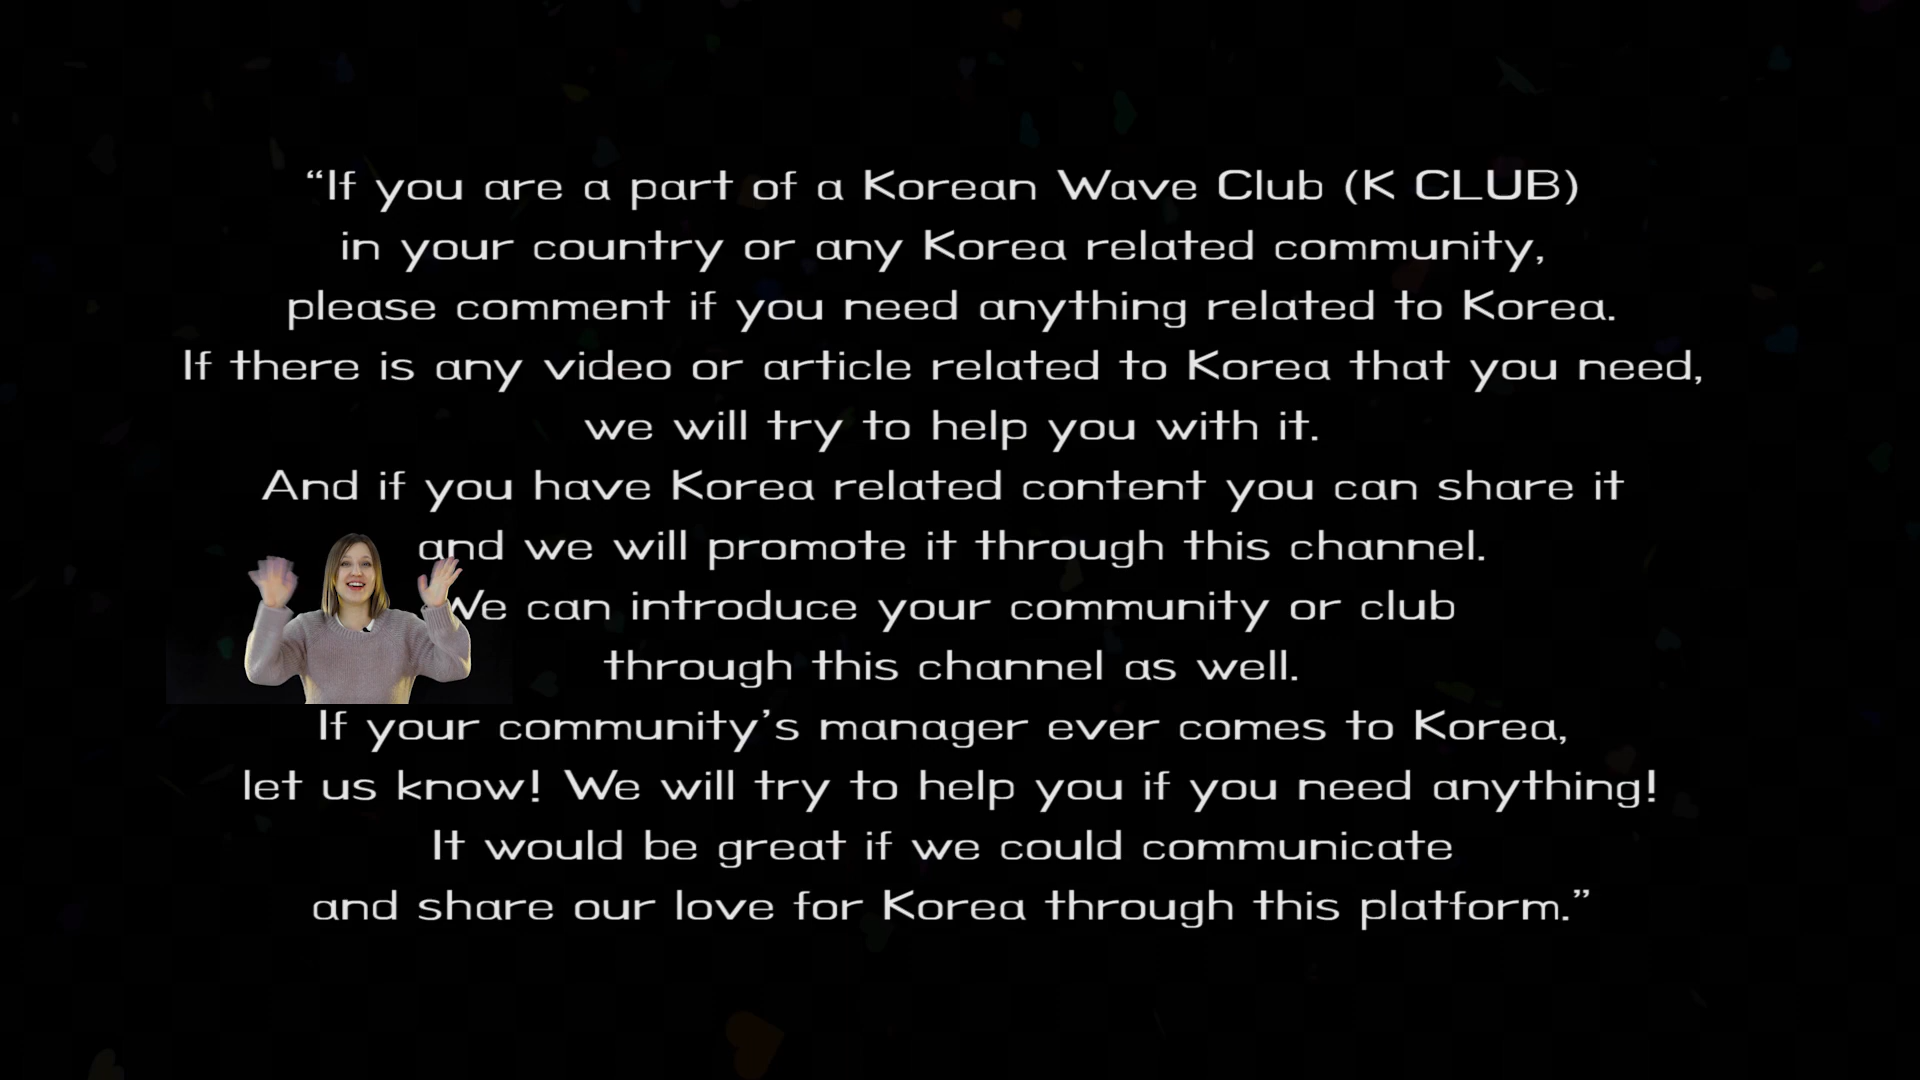 “If you are a part of a Korean Wave Club (K CLUB)
in your country or any Korea related community,
please comment if you need anything related to Korea.
If there is any video or article related to Korea that you need,
we will try to help you with it.
And if you have Korea related content you can share it
and we will promote it through this channel.
We can introduce your community or club
through this channel as well.
If your community’s manager ever comes to Korea,
let us know! We will try to help you if you need anything!
It would be great if we could communicate
and share our love for Korea through this platform.”